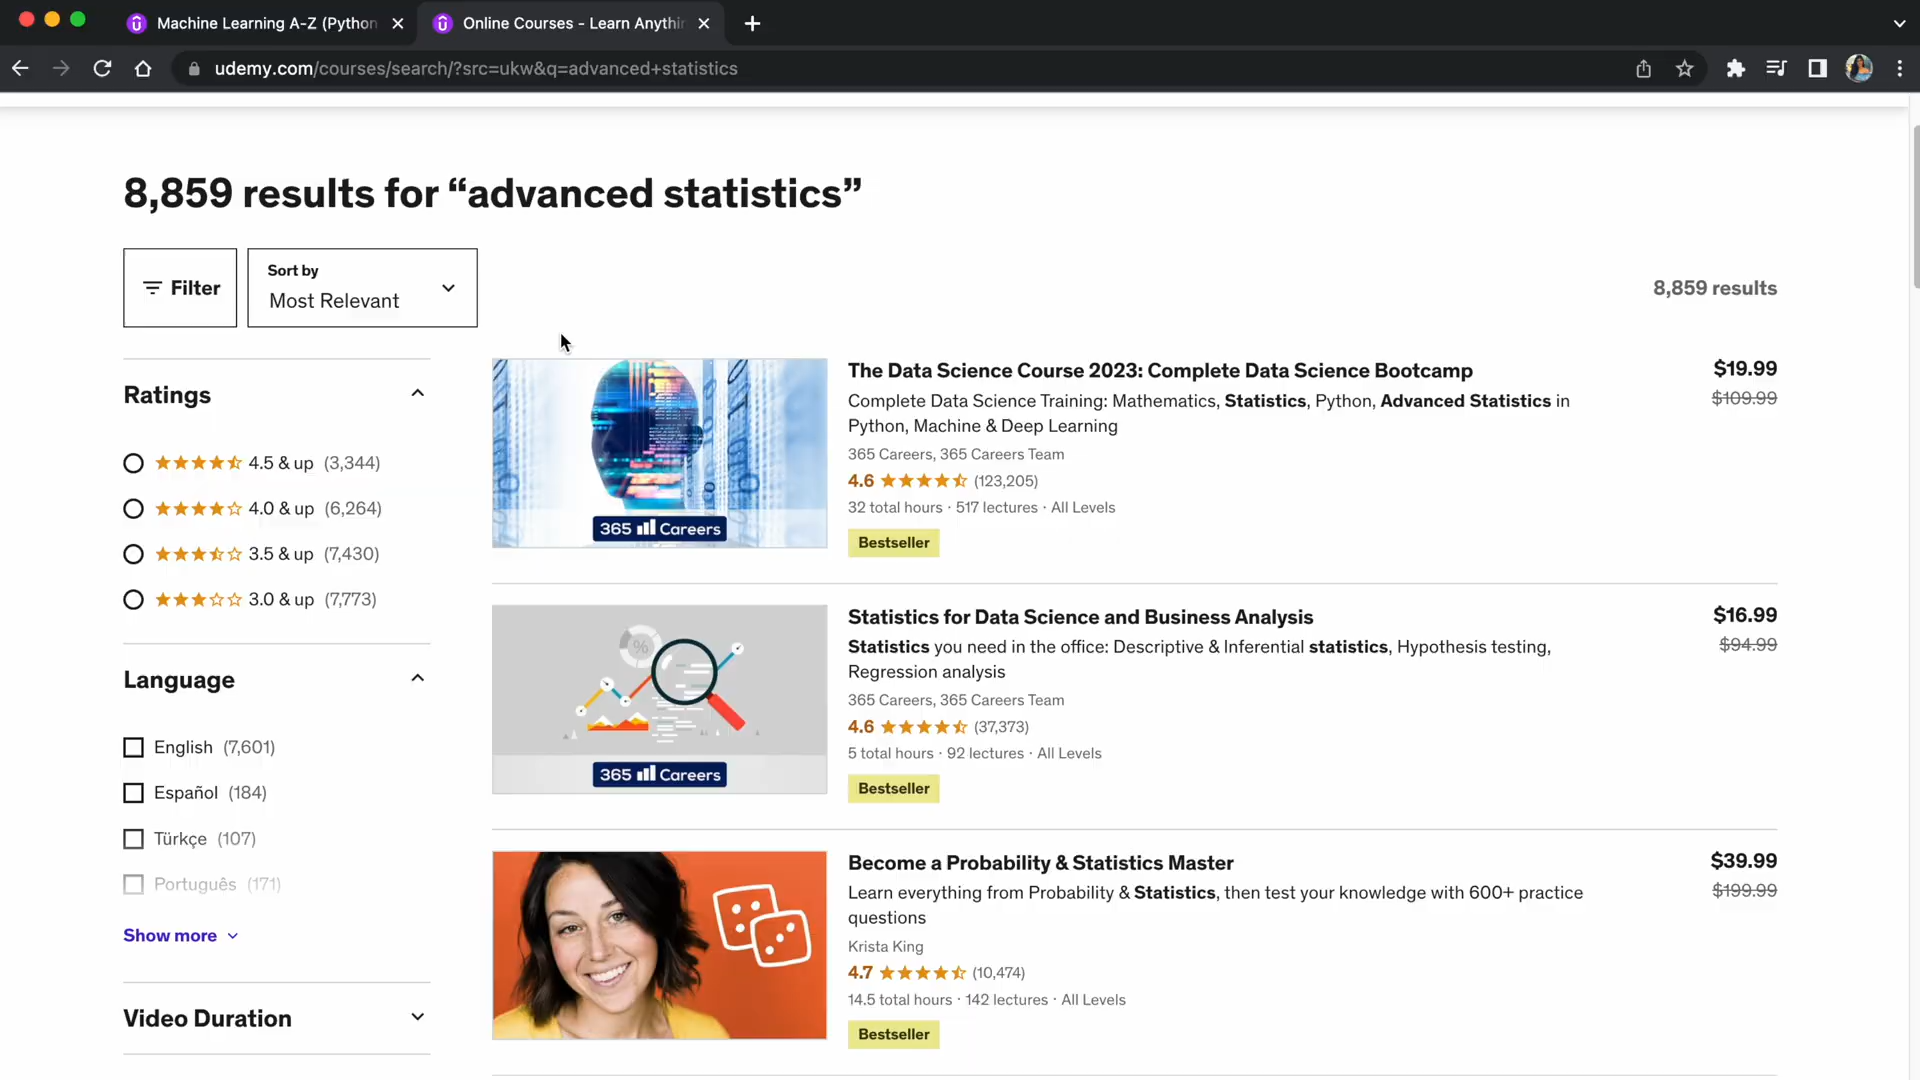 Machine Learning A-Z (Python
Online Courses - Learn Anythi
udemy.com/courses/search/?src=ukw&q=advanced+statistics
8,859 results for “advanced statistics”
Filter
Sort by
Most Relevant
8,859 results
Ratings
4.5 & up (3,344)
4.0 & up (6,264)
3.5 & up (7,430)
3.0 & up (7,773)
Language
English (7,601)
Español (184)
Türkçe (107)
Português (171)
Show more
Video Duration
365 Careers
The Data Science Course 2023: Complete Data Science Bootcamp
Complete Data Science Training: Mathematics, Statistics, Python, Advanced Statistics in
Python, Machine & Deep Learning
365 Careers, 365 Careers Team
4.6 (123,205)
32 total hours · 517 lectures · All Levels
Bestseller
$19.99
$109.99
%
365 Careers
Statistics for Data Science and Business Analysis
Statistics you need in the office: Descriptive & Inferential statistics, Hypothesis testing,
Regression analysis
365 Careers, 365 Careers Team
4.6 (37,373)
5 total hours · 92 lectures · All Levels
Bestseller
$16.99
$94.99
Become a Probability & Statistics Master
Learn everything from Probability & Statistics, then test your knowledge with 600+ practice
questions
Krista King
4.7 (10,474)
14.5 total hours · 142 lectures · All Levels
Bestseller
$39.99
$199.99